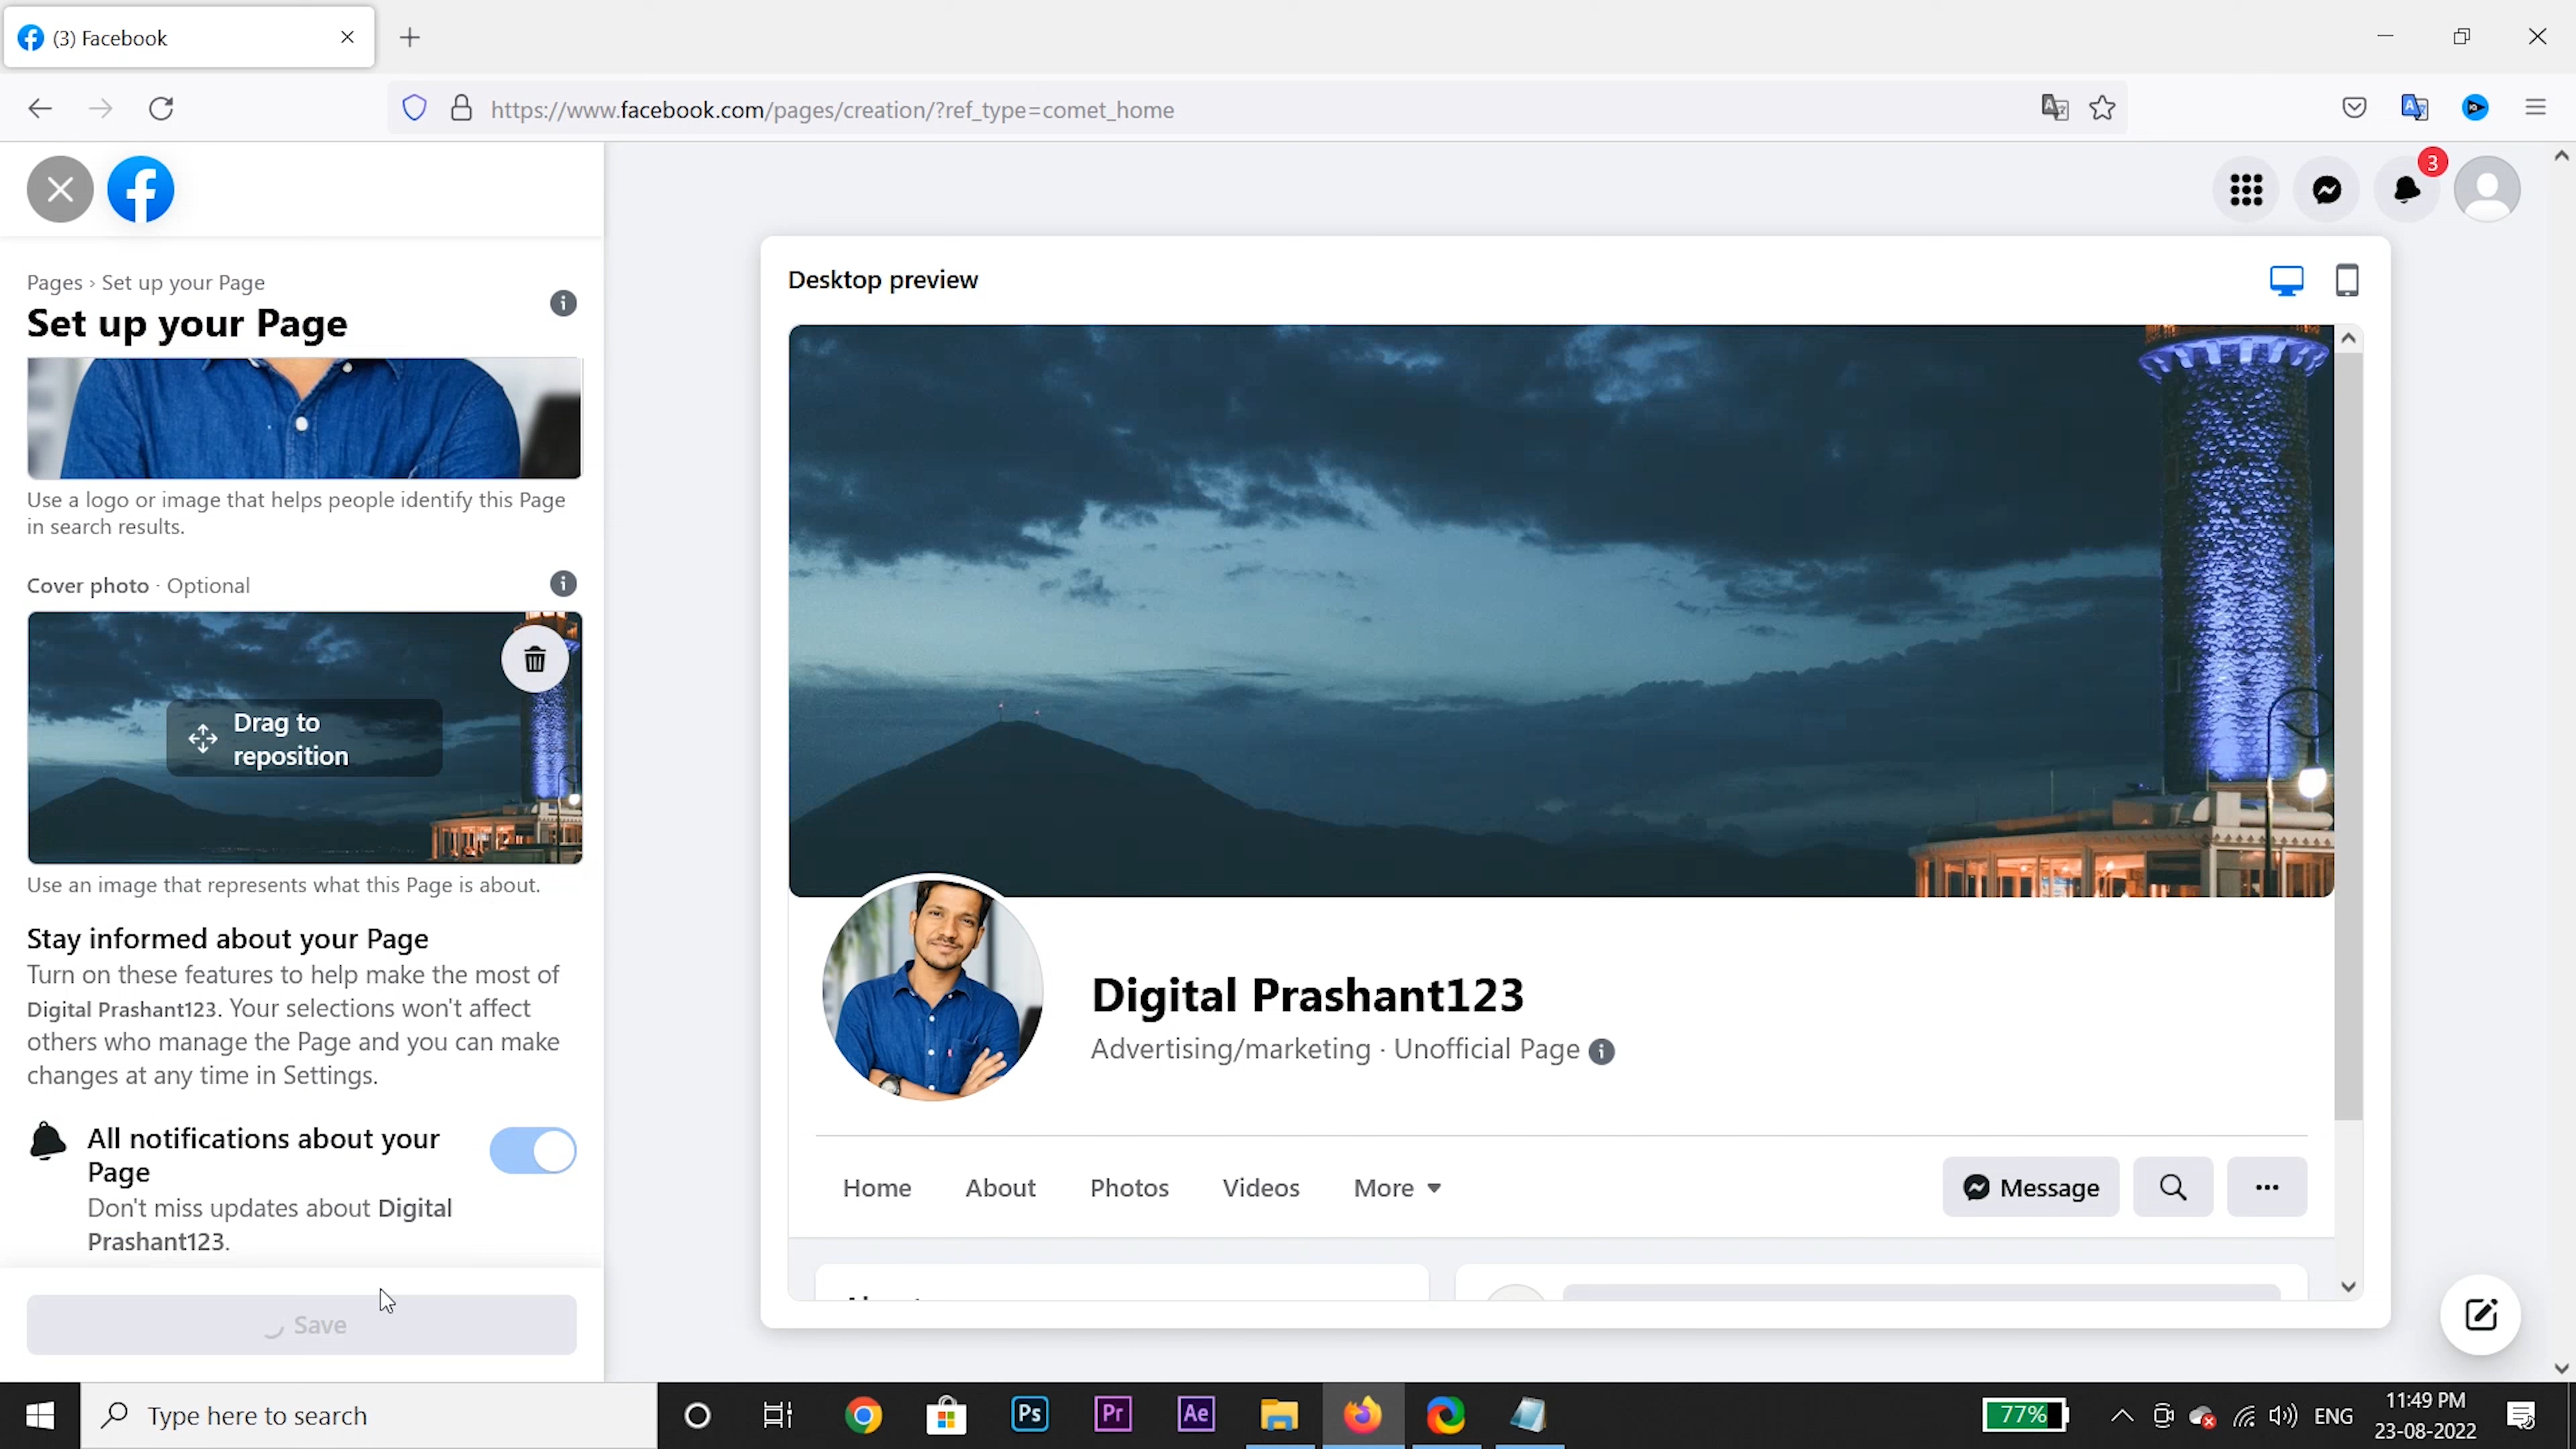 (3) Facebook
https://www.facebook.com/pages/creation/?ref_type=comet_home
3
Pages › Set up your Page
Set up your Page
Use a logo or image that helps people identify this Page
in search results.
Cover photo · Optional
Drag to
reposition
Use an image that represents what this Page is about.
Stay informed about your Page
Turn on these features to help make the most of
Digital Prashant123. Your selections won't affect
others who manage the Page and you can make
changes at any time in Settings.
All notifications about your
Page
Don't miss updates about Digital
Prashant123.
Save
Desktop preview
Digital Prashant123
Advertising/marketing · Unofficial Page
Home About Photos Videos More
Message
Type here to search
Ps
Pr
Ae
77%
ENG
11:49 PM
23-08-2022